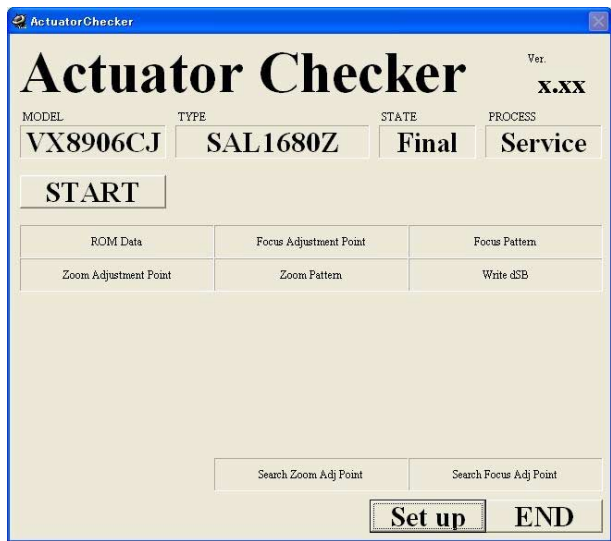 ActuatorChecker
Actuator Checker
Ver.
x.xx
MODEL TYPE STATE PROCESS
VX8906CJ SAL1680Z Final Service
START
ROM Data Focus Adjustment Point Focus Pattern
Zoom Adjustment Point Zoom Pattern Write dSB
Search Zoom Adj Point Search Focus Adj Point
Set up END